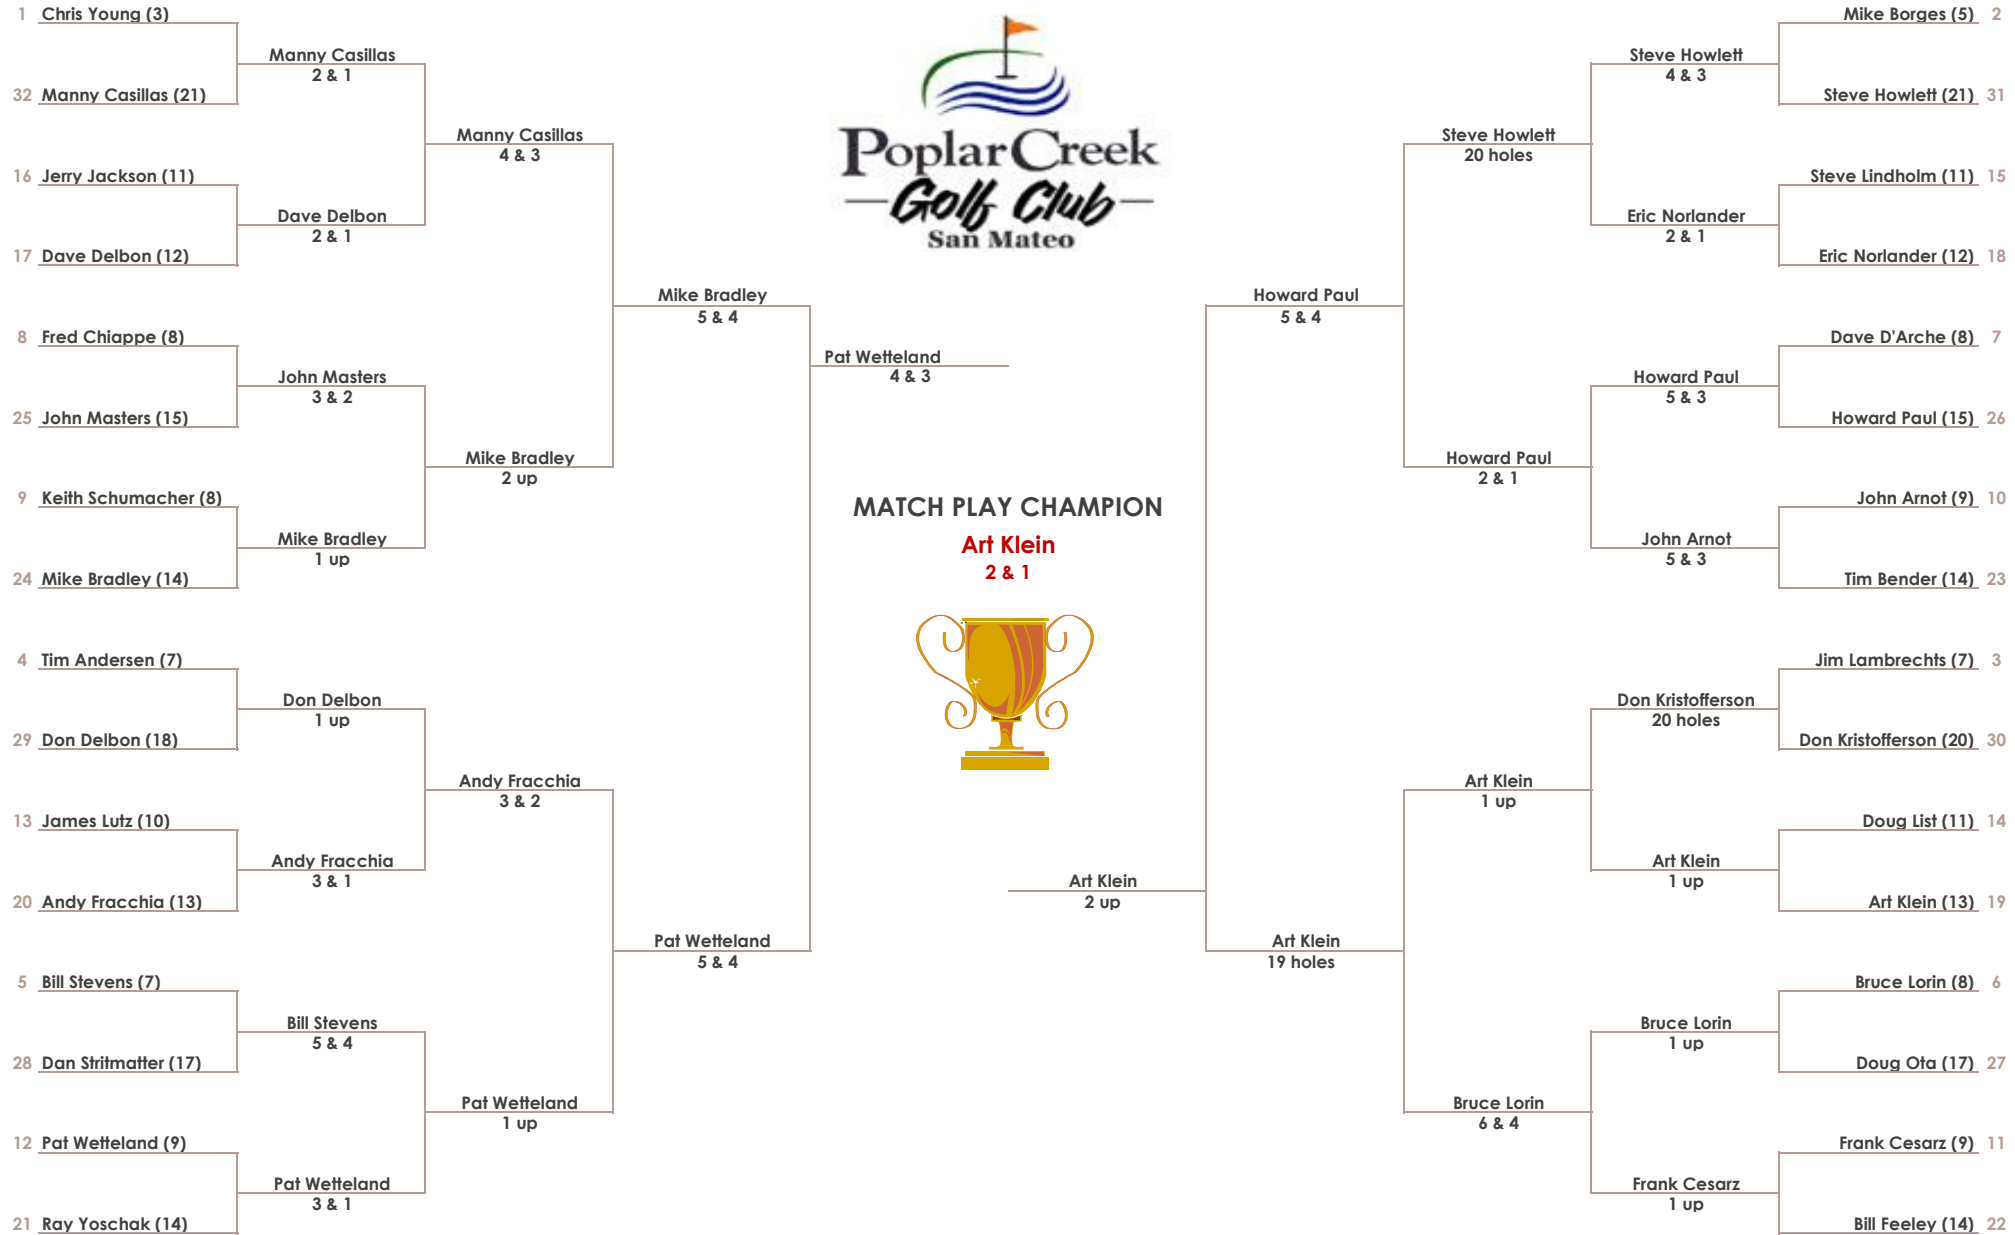 1 Chris Young (3)
Manny Casillas
2 & 1
32 Manny Casillas (21)
Manny Casillas
4 & 3
16 Jerry Jackson (11)
Dave Delbon
2 & 1
17 Dave Delbon (12)
Mike Bradley
5 & 4
8 Fred Chiappe (8)
John Masters
3 & 2
25 John Masters (15)
Mike Bradley
2 up
9 Keith Schumacher (8)
Mike Bradley
1 up
24 Mike Bradley (14)
Pat Wetteland
4 & 3
4 Tim Andersen (7)
Don Delbon
1 up
29 Don Delbon (18)
Andy Fracchia
3 & 2
13 James Lutz (10)
Andy Fracchia
3 & 1
20 Andy Fracchia (13)
Pat Wetteland
5 & 4
5 Bill Stevens (7)
Bill Stevens
5 & 4
28 Dan Stritmatter (17)
Pat Wetteland
1 up
12 Pat Wetteland (9)
Pat Wetteland
3 & 1
21 Ray Yoschak (14)
Poplar Creek
Golf Club
San Mateo
MATCH PLAY CHAMPION
Art Klein
2 & 1
Mike Borges (5) 2
Steve Howlett
4 & 3
Steve Howlett (21) 31
Steve Howlett
20 holes
Steve Lindholm (11) 15
Eric Norlander
2 & 1
Eric Norlander (12) 18
Howard Paul
5 & 4
Dave D'Arche (8) 7
Howard Paul
5 & 3
Howard Paul (15) 26
Howard Paul
2 & 1
John Arnot (9) 10
John Arnot
5 & 3
Tim Bender (14) 23
Jim Lambrechts (7) 3
Don Kristofferson
20 holes
Don Kristofferson (20) 30
Art Klein
1 up
Doug List (11) 14
Art Klein
1 up
Art Klein (13) 19
Art Klein
2 up
Art Klein
19 holes
Bruce Lorin (8) 6
Bruce Lorin
1 up
Doug Ota (17) 27
Bruce Lorin
6 & 4
Frank Cesarz (9) 11
Frank Cesarz
1 up
Bill Feeley (14) 22